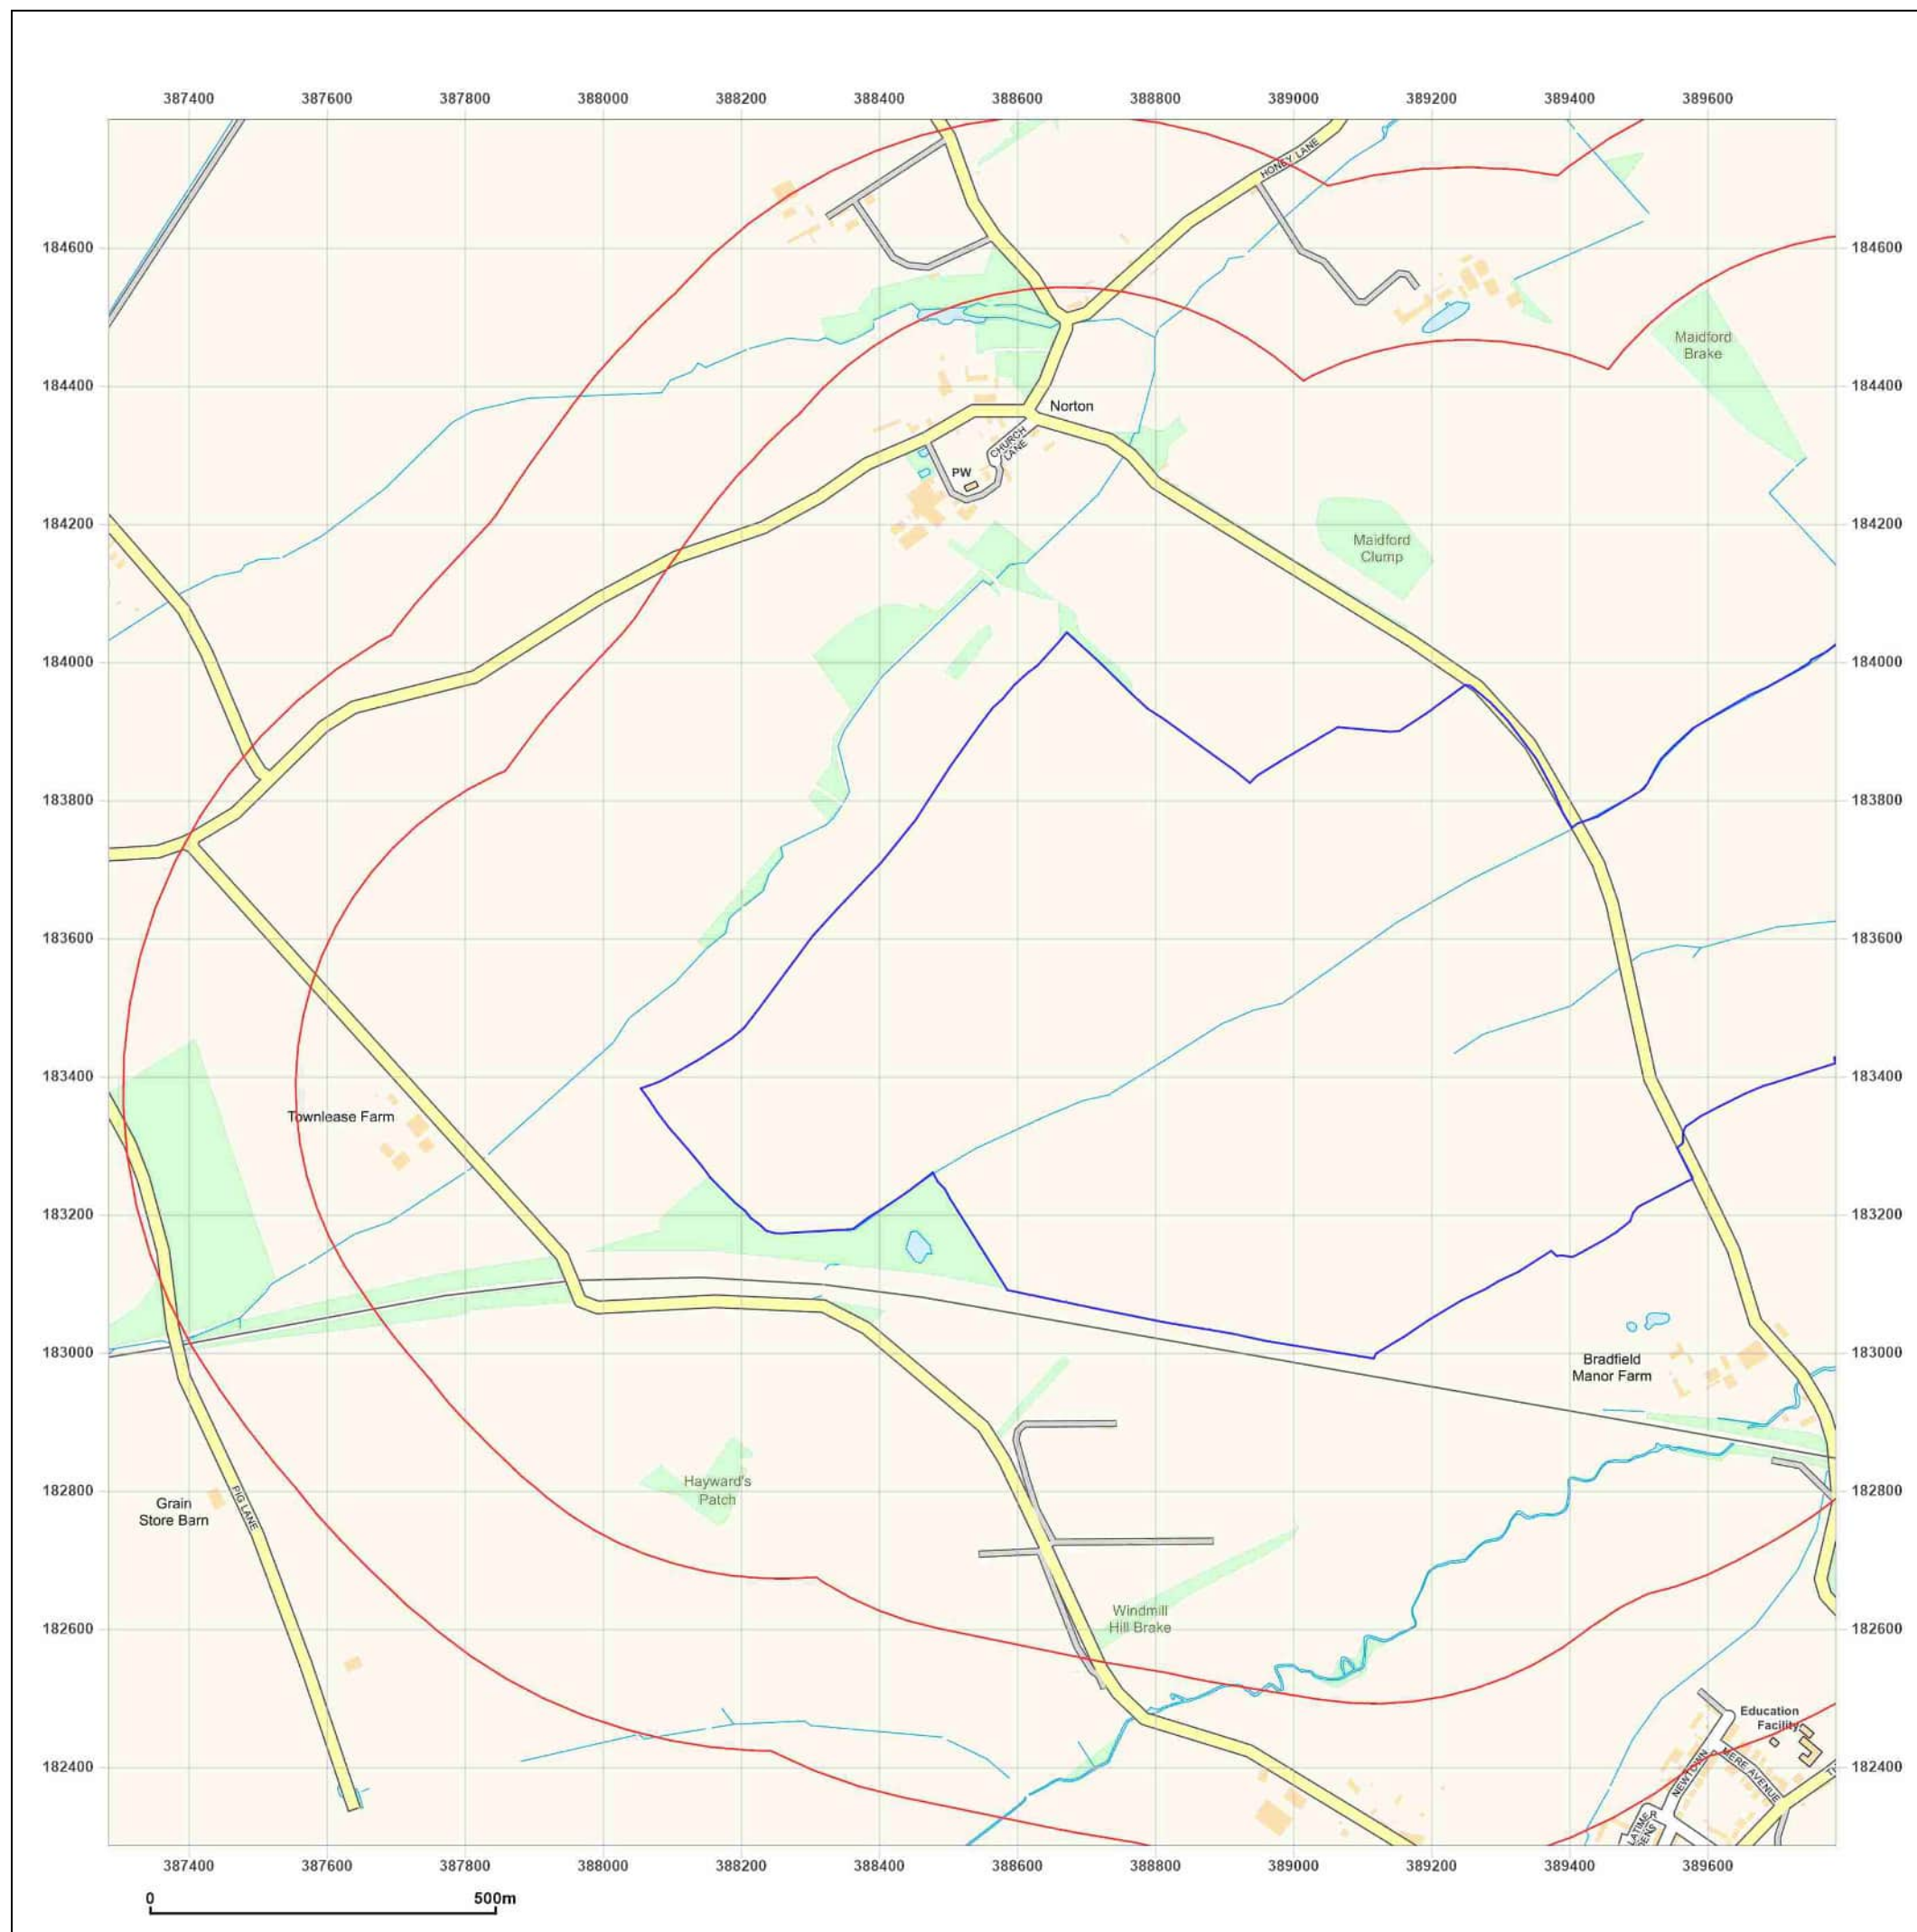 387400 387600 387800 388000 388200 388400 388600 388800 389000 389200 389400 389600
HONEY LANE
184600 184600
Maidford
Brake
184400 184400
Norton
CHURCH
LANE
PW
184200 184200
Maidford
Clump
184000 184000
183800 183800
183600 183600
183400 183400
Townlease Farm
183200 183200
183000 183000
Bradfield
Manor Farm
Hayward's
Patch
182800 182800
Grain
Store Barn
PIG LANE
Windmill
Hill Brake
182600 182600
Education
Facility
NEWTOWN
MERE AVENUE
182400 182400
387400 387600 387800 388000 388200 388400 388600 388800 389000 389200 389400 389600
0 500m